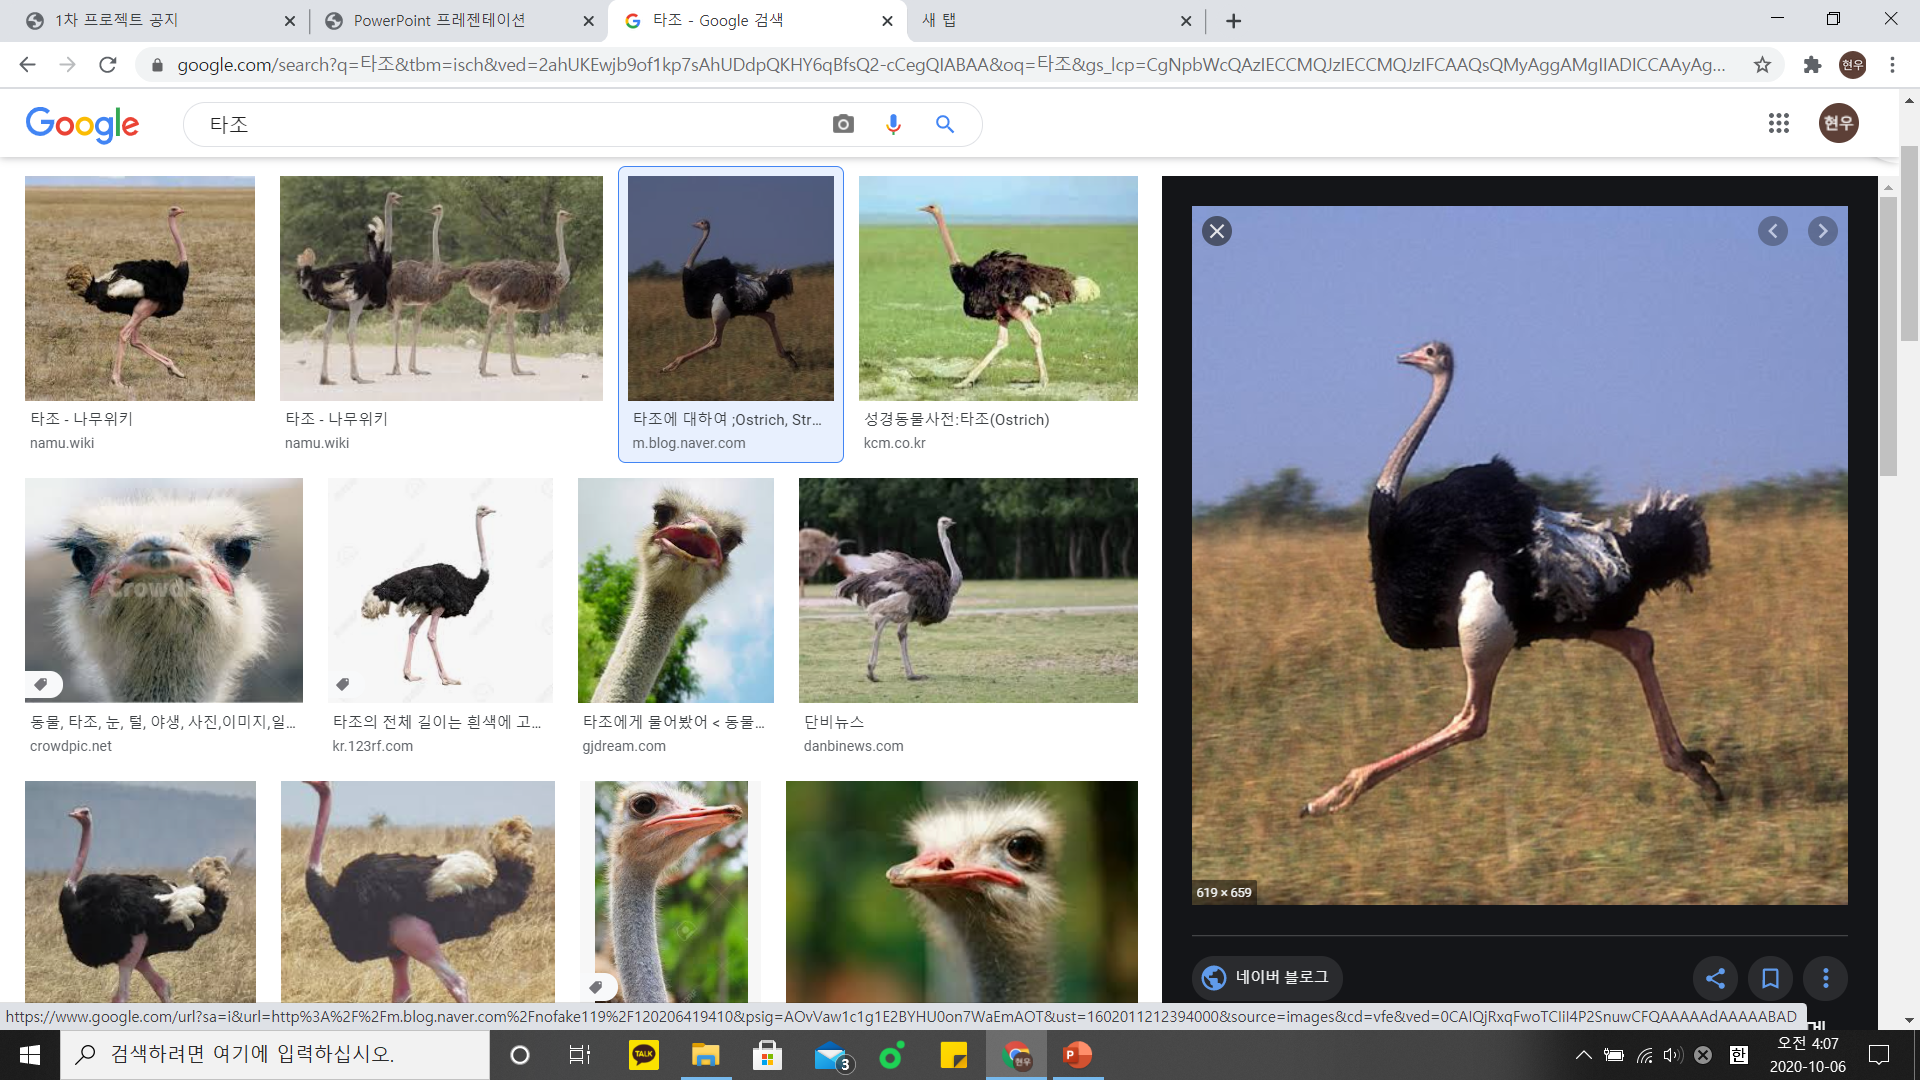 1차 프로젝트 공지
PowerPoint 프레젠테이션
타조 - Google 검색
새 탭
google.com/search?q=타조&tbm=isch&ved=2ahUKEwjb9of1kp7sAhUDdpQKHY6qBfsQ2-cCegQIABAA&oq=타조&gs_lcp=CgNpbWcQAzIECCMQJzIECCMQJzIFCAAQsQMyAggAMgIIADICCAAyAg...
현우
Google
타조
현우
타조 - 나무위키
namu.wiki
타조 - 나무위키
namu.wiki
타조에 대하여 ;Ostrich, Str...
m.blog.naver.com
성경동물사전:타조(Ostrich)
kcm.co.kr
Crowd
동물, 타조, 눈, 털, 야생, 사진,이미지,일...
crowdpic.net
타조의 전체 길이는 흰색에 고...
kr.123rf.com
타조에게 물어봤어 < 동물...
gjdream.com
단비뉴스
danbinews.com
619 × 659
네이버 블로그
https://www.google.com/url?sa=i&url=http%3A%2F%2Fm.blog.naver.com%2Fnofake119%2F120206419410&psig=AOvVaw1c1g1E2BYHU0on7WaEmAOT&ust=1602011212394000&source=images&cd=vfe&ved=0CAIQjRxqFwoTCIil4P2SnuwCFQAAAAAdAAAAABAD
검색하려면 여기에 입력하십시오.
TALK
3
현우
P
한
오전 4:07
2020-10-06